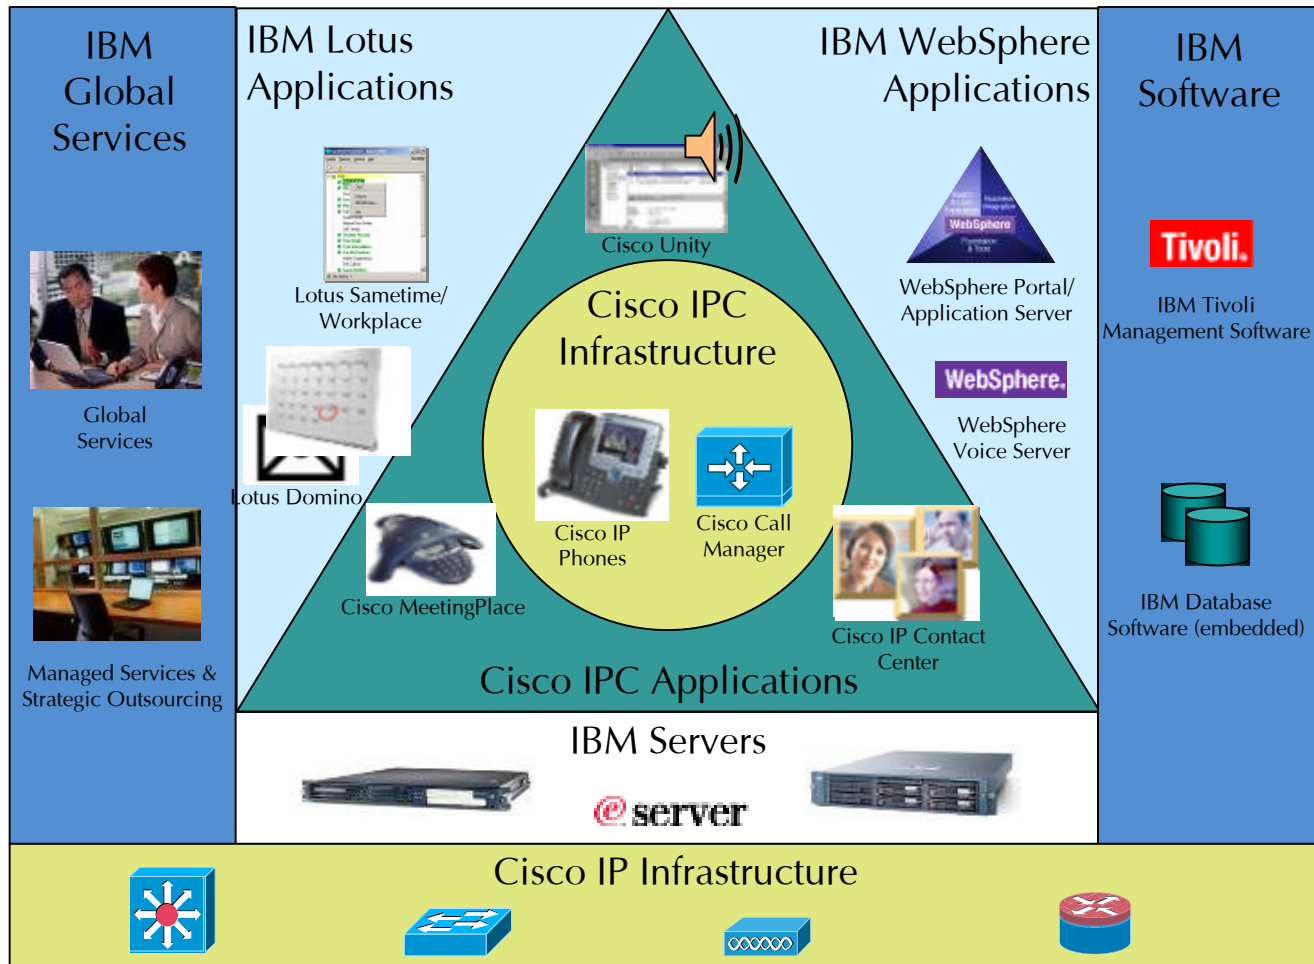 IBM
Global
Services
Global
Services
Managed Services &
Strategic Outsourcing
IBM Lotus
Applications
Lotus Sametime/
Workplace
Lotus Domino
Cisco Unity
Cisco IPC
Infrastructure
Cisco IP
Phones
Cisco Call
Manager
Cisco MeetingPlace
Cisco IP Contact
Center
Cisco IPC Applications
IBM WebSphere
Applications
WebSphere
WebSphere Portal/
Application Server
WebSphere.
WebSphere
Voice Server
IBM
Software
Tivoli.
IBM Tivoli
Management Software
IBM Database
Software (embedded)
IBM Servers
@server
Cisco IP Infrastructure